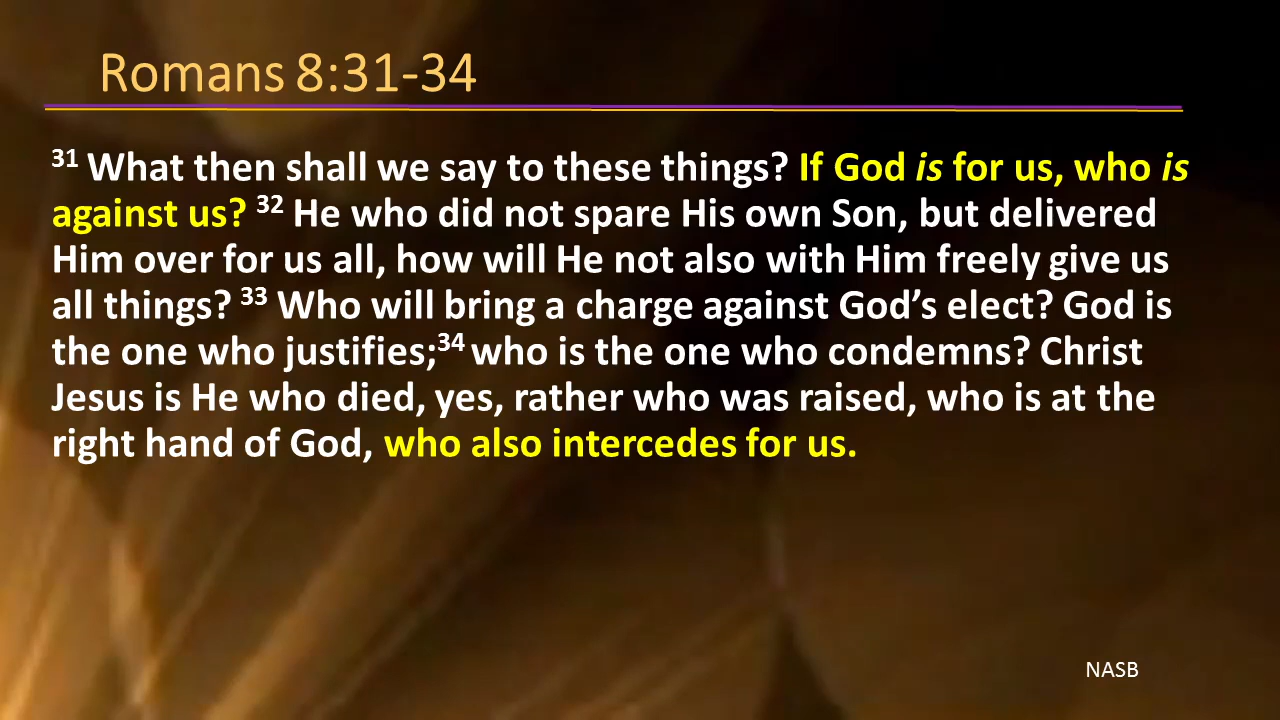 Romans 8:31-34
31 What then shall we say to these things? If God is for us, who is
against us? 32 He who did not spare His own Son, but delivered
Him over for us all, how will He not also with Him freely give us
all things? 33 Who will bring a charge against God’s elect? God is
the one who justifies;34 who is the one who condemns? Christ
Jesus is He who died, yes, rather who was raised, who is at the
right hand of God, who also intercedes for us.
NASB